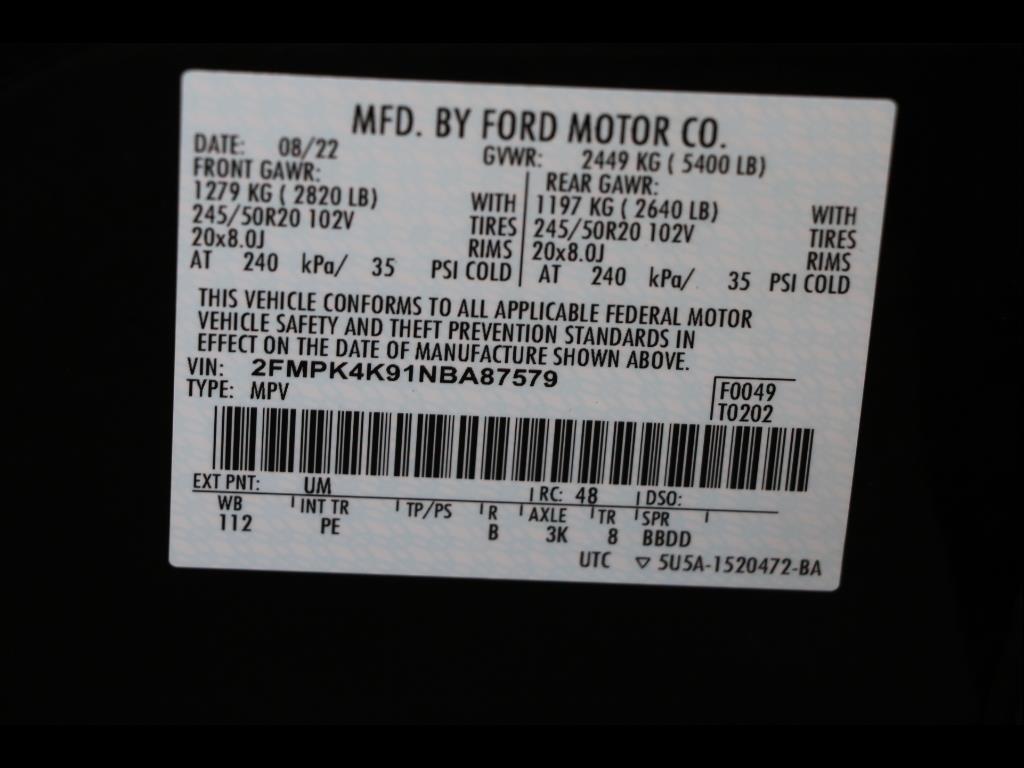 MFD. BY FORD MOTOR CO.
DATE: 08/22 GVWR: 2449 KG ( 5400 LB)
FRONT GAWR: REAR GAWR:
1279 KG ( 2820 LB) WITH 1197 KG ( 2640 LB) WITH
245/50R20 102V TIRES 245/50R20 102V TIRES
20x8.0J RIMS 20x8.0J RIMS
AT 240 kPa/ 35 PSI COLD AT 240 kPa/ 35 PSI COLD
THIS VEHICLE CONFORMS TO ALL APPLICABLE FEDERAL MOTOR
VEHICLE SAFETY AND THEFT PREVENTION STANDARDS IN
EFFECT ON THE DATE OF MANUFACTURE SHOWN ABOVE.
VIN: 2FMPK4K91NBA87579
TYPE: MPV F0049
T0202
EXT PNT: UM RC: 48 DSO:
WB INT TR TP/PS R AXLE TR SPR
112 PE B 3K 8 BBDD
UTC ▽ 5U5A-1520472-BA